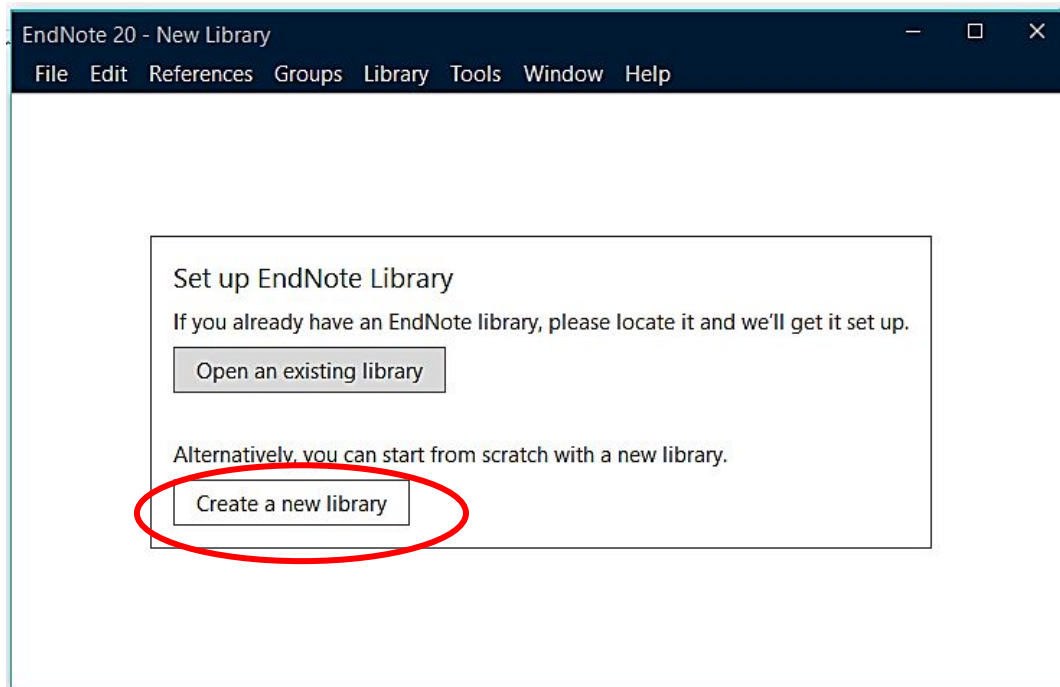 EndNote 20 - New Library
File Edit References Groups Library Tools Window Help
Set up EndNote Library
If you already have an EndNote library, please locate it and we'll get it set up.
Open an existing library
Alternatively, you can start from scratch with a new library.
Create a new library